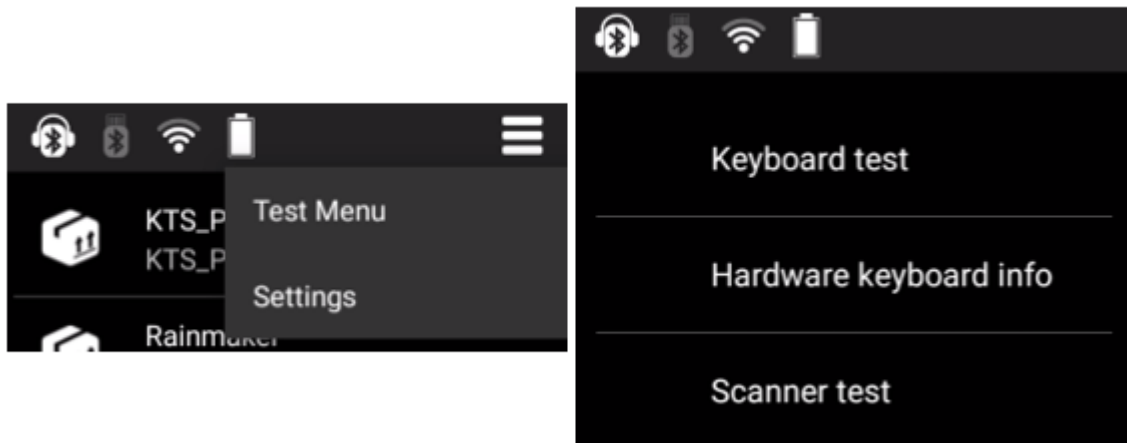 KTS_P
KTS_P
Test Menu
Settings
Keyboard test
Hardware keyboard info
Scanner test